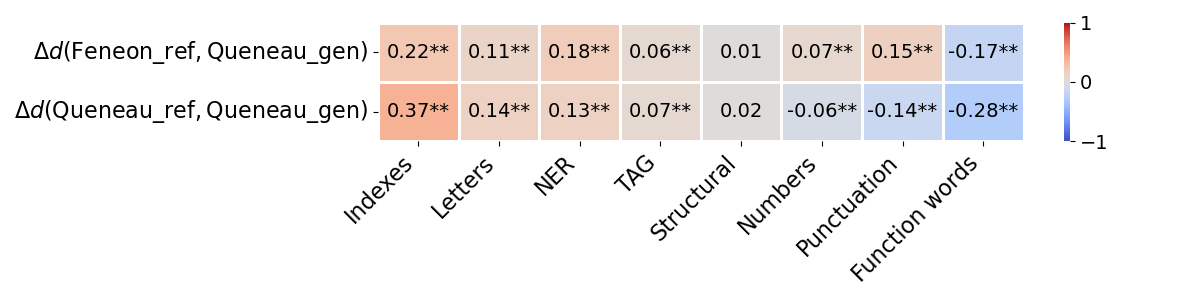 Δd(Feneon_ref, Queneau_gen) 0.22** 0.11** 0.18** 0.06** 0.01 0.07** 0.15** -0.17**
Δd(Queneau_ref, Queneau_gen) 0.37** 0.14** 0.13** 0.07** 0.02 -0.06** -0.14** -0.28**
Indexes Letters NER TAG Structural Numbers Punctuation Function words
1
0
−1